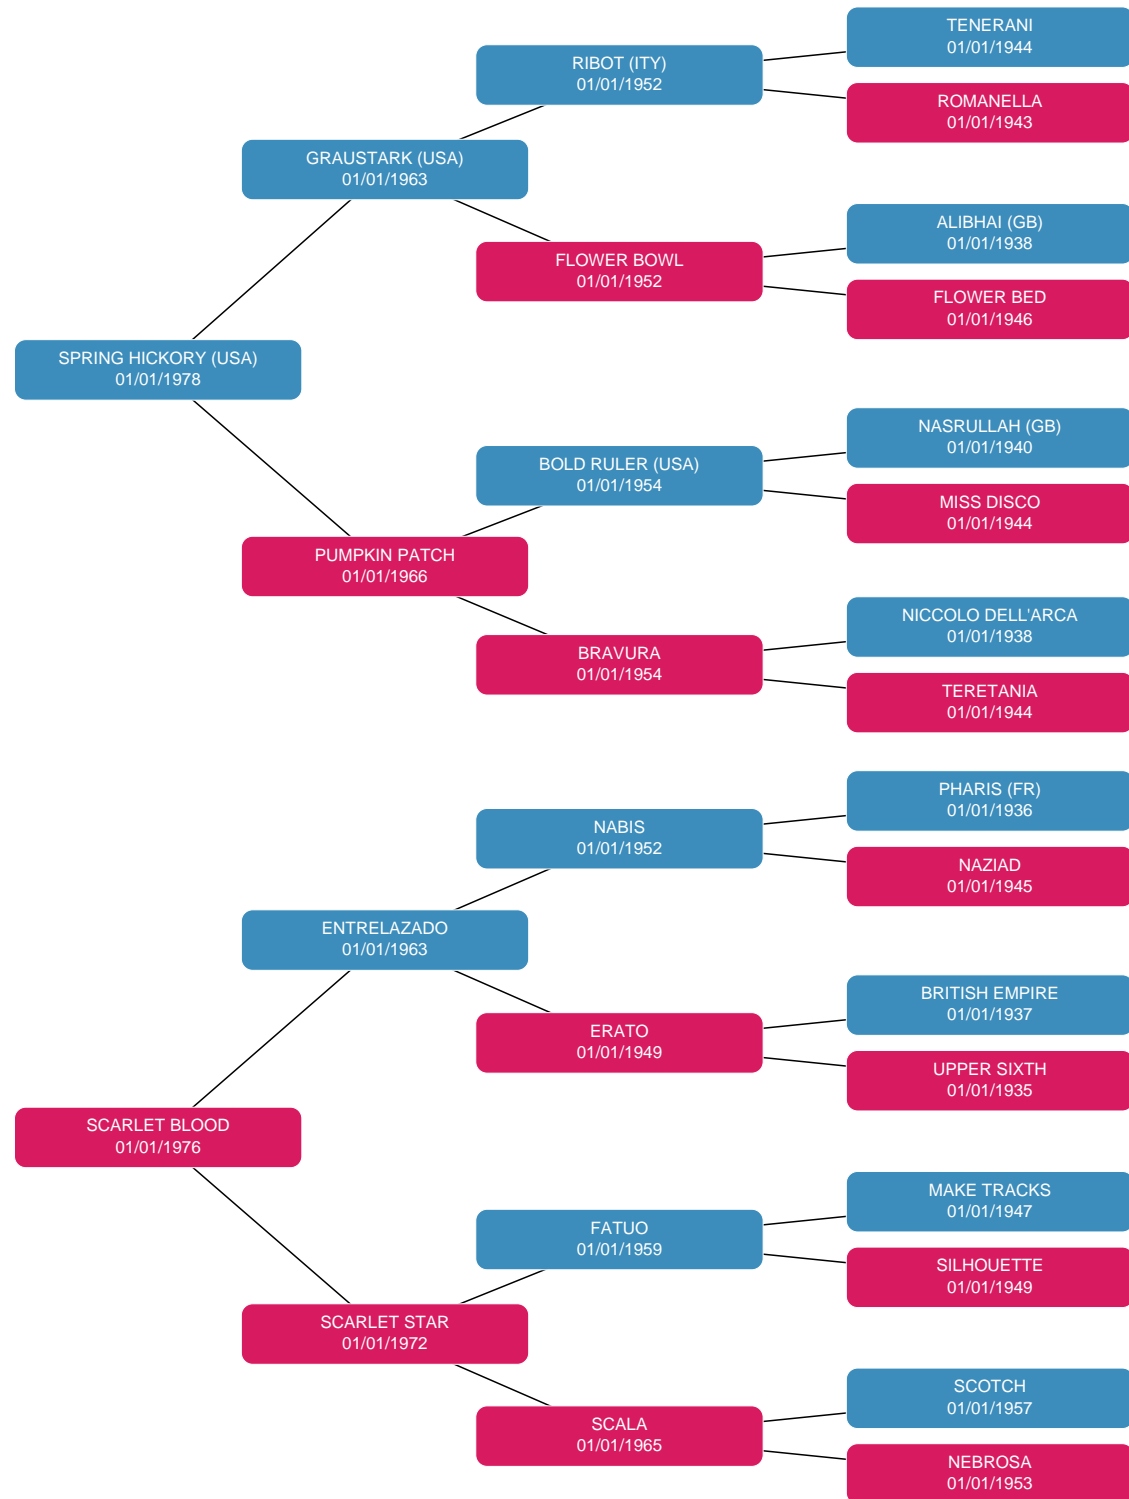 TENERANI
01/01/1944
RIBOT (ITY)
01/01/1952
ROMANELLA
01/01/1943
GRAUSTARK (USA)
01/01/1963
ALIBHAI (GB)
01/01/1938
FLOWER BOWL
01/01/1952
FLOWER BED
01/01/1946
SPRING HICKORY (USA)
01/01/1978
NASRULLAH (GB)
01/01/1940
BOLD RULER (USA)
01/01/1954
MISS DISCO
01/01/1944
PUMPKIN PATCH
01/01/1966
NICCOLO DELL'ARCA
01/01/1938
BRAVURA
01/01/1954
TERETANIA
01/01/1944
PHARIS (FR)
01/01/1936
NABIS
01/01/1952
NAZIAD
01/01/1945
ENTRELAZADO
01/01/1963
BRITISH EMPIRE
01/01/1937
ERATO
01/01/1949
UPPER SIXTH
01/01/1935
SCARLET BLOOD
01/01/1976
MAKE TRACKS
01/01/1947
FATUO
01/01/1959
SILHOUETTE
01/01/1949
SCARLET STAR
01/01/1972
SCOTCH
01/01/1957
SCALA
01/01/1965
NEBROSA
01/01/1953